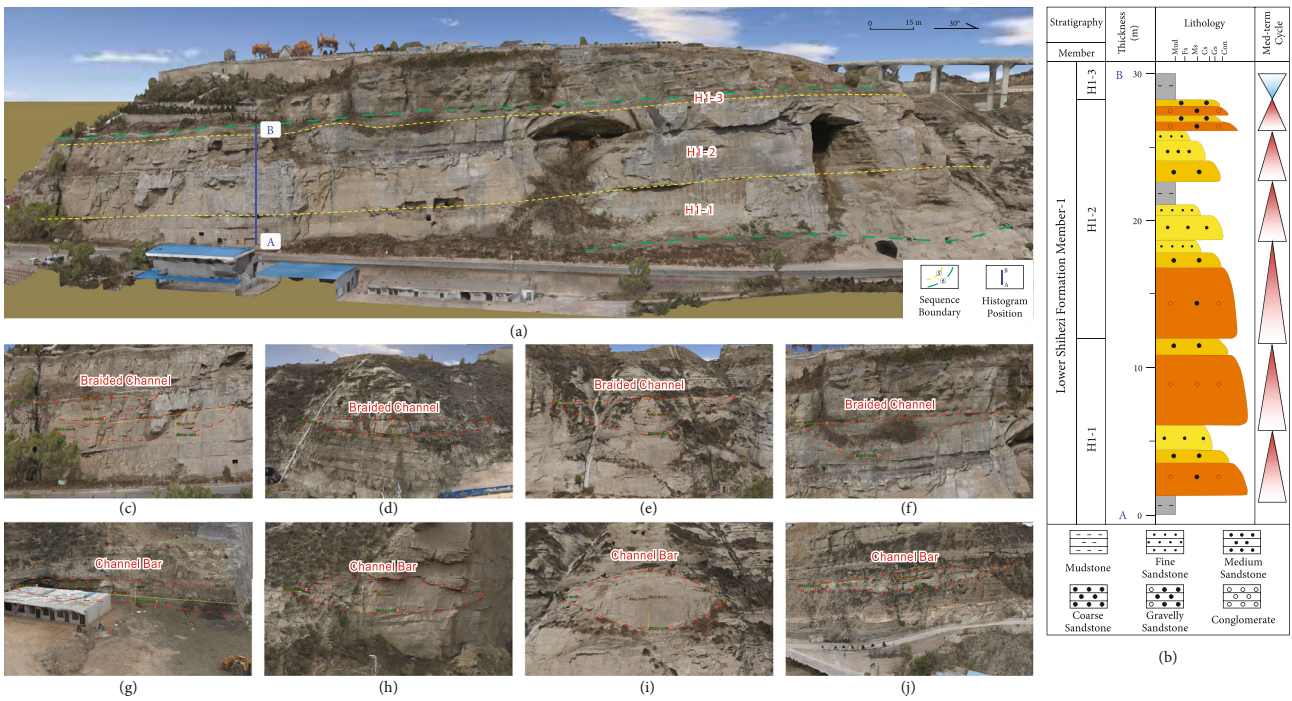 0 15 m 30°
H1-3
B
H1-2
H1-1
A
B
A
Sequence
Boundary
Histogram
Position
(a)
Braided Channel
(c)
Braided Channel
(d)
Braided Channel
(e)
Braided Channel
(f)
Channel Bar
(g)
Channel Bar
(h)
Channel Bar
(i)
Channel Bar
(j)
Stratigraphy
Member
Thickness
(m)
Lithology
Mud
Fs
Ms
Cs
Gs
Con
Med-term
Cycle
Lower Shihezi Formation Member-1
H1-3
H1-2
H1-1
B 30
20
10
A 0
Mudstone
Fine
Sandstone
Medium
Sandstone
Coarse
Sandstone
Gravelly
Sandstone
Conglomerate
(b)